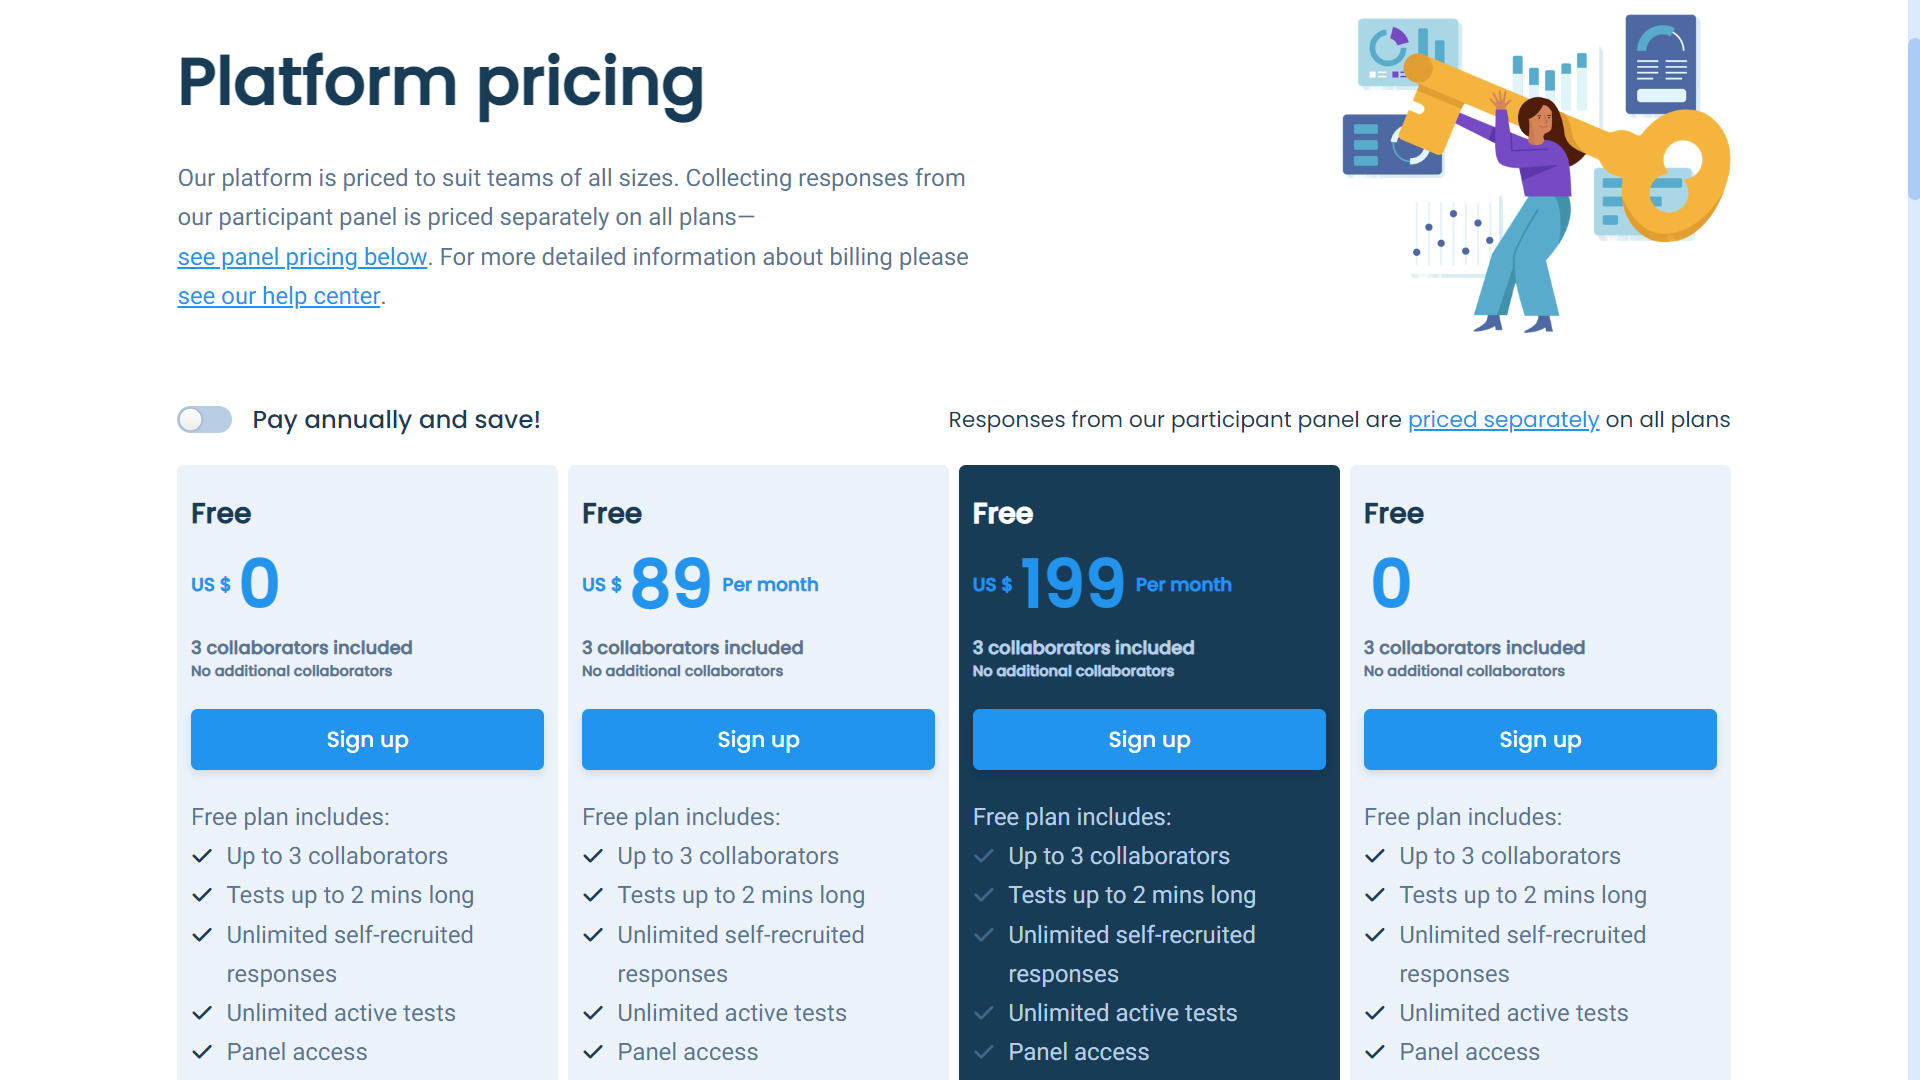 Platform pricing
Our platform is priced to suit teams of all sizes. Collecting responses from
our participant panel is priced separately on all plans—
see panel pricing below. For more detailed information about billing please
see our help center.
Pay annually and save!
Responses from our participant panel are priced separately on all plans
Free
US $ 0
3 collaborators included
No additional collaborators
Sign up
Free plan includes:
Up to 3 collaborators
Tests up to 2 mins long
Unlimited self-recruited
responses
Unlimited active tests
Panel access
Free
US $ 89 Per month
3 collaborators included
No additional collaborators
Sign up
Free plan includes:
Up to 3 collaborators
Tests up to 2 mins long
Unlimited self-recruited
responses
Unlimited active tests
Panel access
Free
US $ 199 Per month
3 collaborators included
No additional collaborators
Sign up
Free plan includes:
Up to 3 collaborators
Tests up to 2 mins long
Unlimited self-recruited
responses
Unlimited active tests
Panel access
Free
0
3 collaborators included
No additional collaborators
Sign up
Free plan includes:
Up to 3 collaborators
Tests up to 2 mins long
Unlimited self-recruited
responses
Unlimited active tests
Panel access